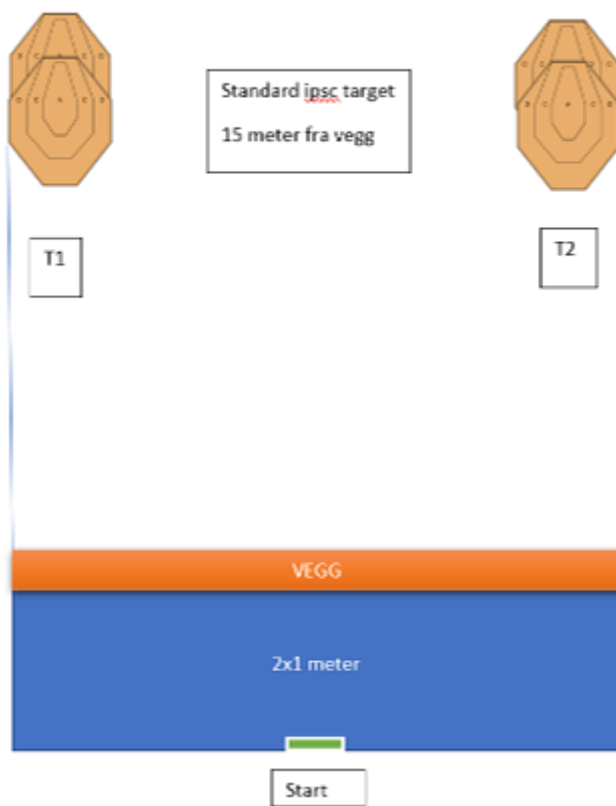 Standard ipsc target
15 meter fra vegg
T1
T2
VEGG
2x1 meter
Start